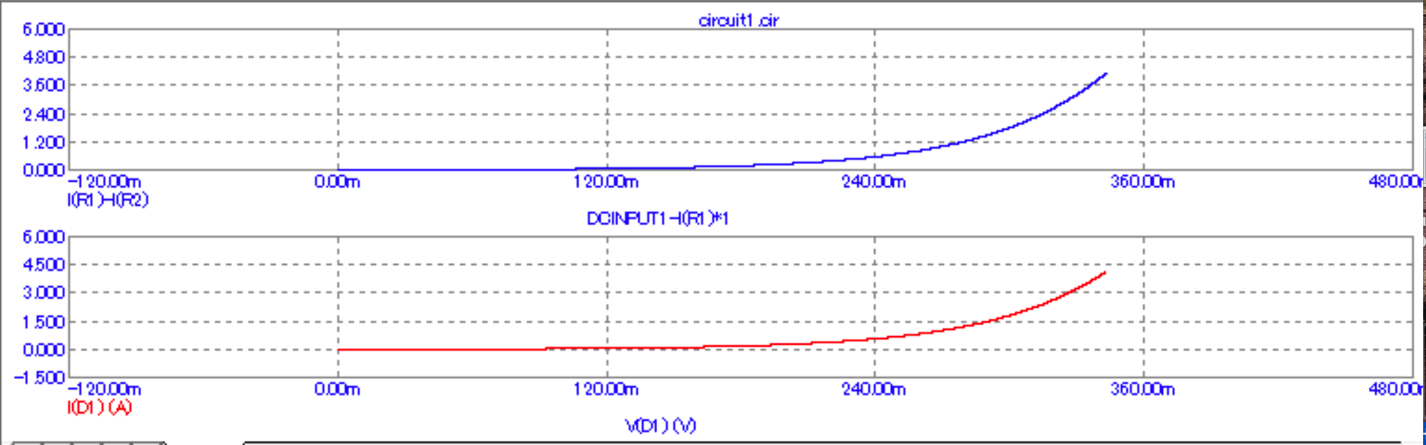 circuit1.cir
6.000
4.800
3.600
2.400
1.200
0.000
-120.00m 0.00m 120.00m 240.00m 360.00m 480.00m
I(R1)-I(R2)
DCINPUT1-I(R1)*1
6.000
4.500
3.000
1.500
0.000
-1.500
-120.00m 0.00m 120.00m 240.00m 360.00m 480.00m
I(D1) (A)
V(D1) (V)